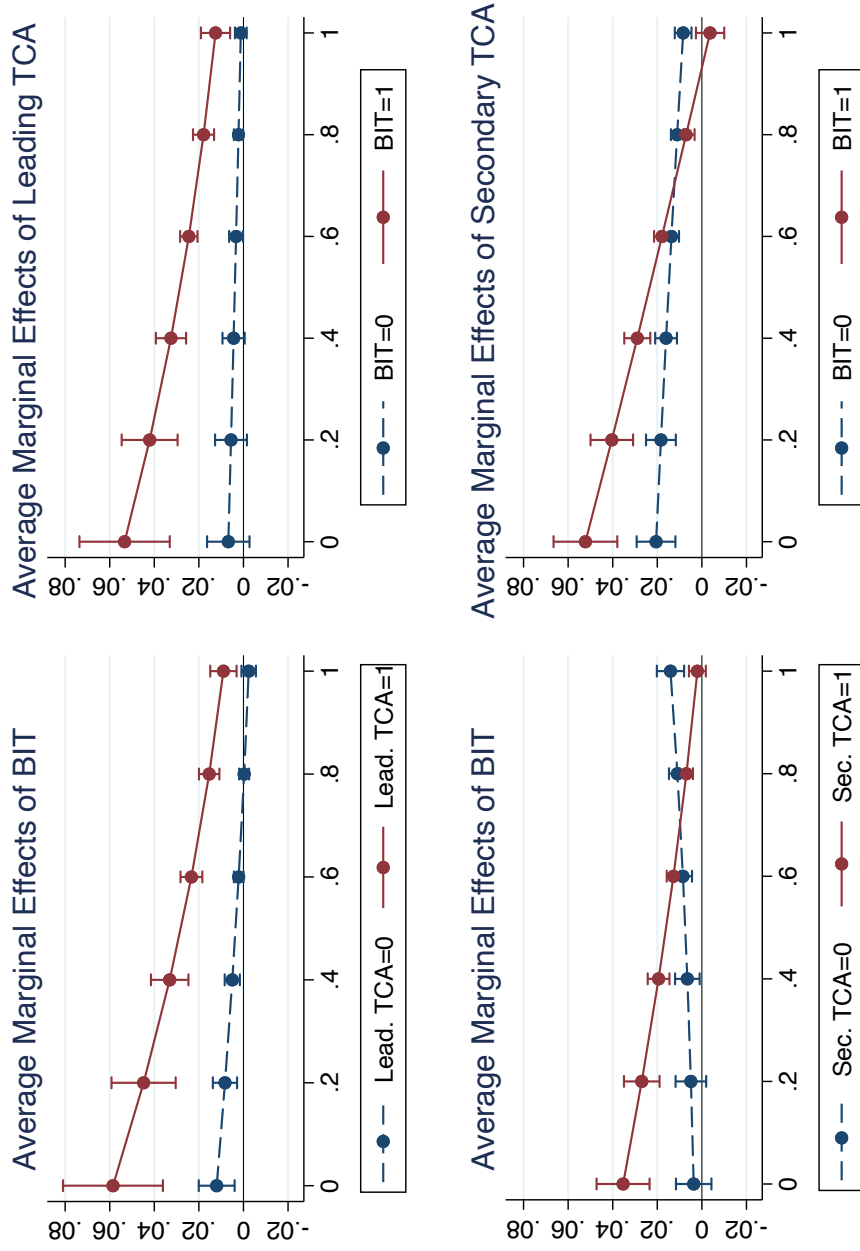 Average Marginal Effects of BIT
.08
.06
.04
.02
0
-.02
0 .2 .4 .6 .8 1
Lead. TCA=0 Lead. TCA=1
Average Marginal Effects of Leading TCA
.08
.06
.04
.02
0
-.02
0 .2 .4 .6 .8 1
BIT=0 BIT=1
Average Marginal Effects of BIT
.08
.06
.04
.02
0
-.02
0 .2 .4 .6 .8 1
Sec. TCA=0 Sec. TCA=1
Average Marginal Effects of Secondary TCA
.08
.06
.04
.02
0
-.02
0 .2 .4 .6 .8 1
BIT=0 BIT=1